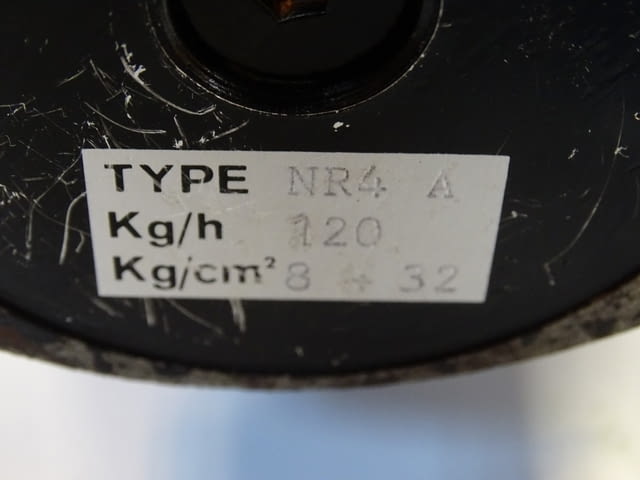 TYPE NR4 A
Kg/h 120
Kg/cm² 8 ÷ 32